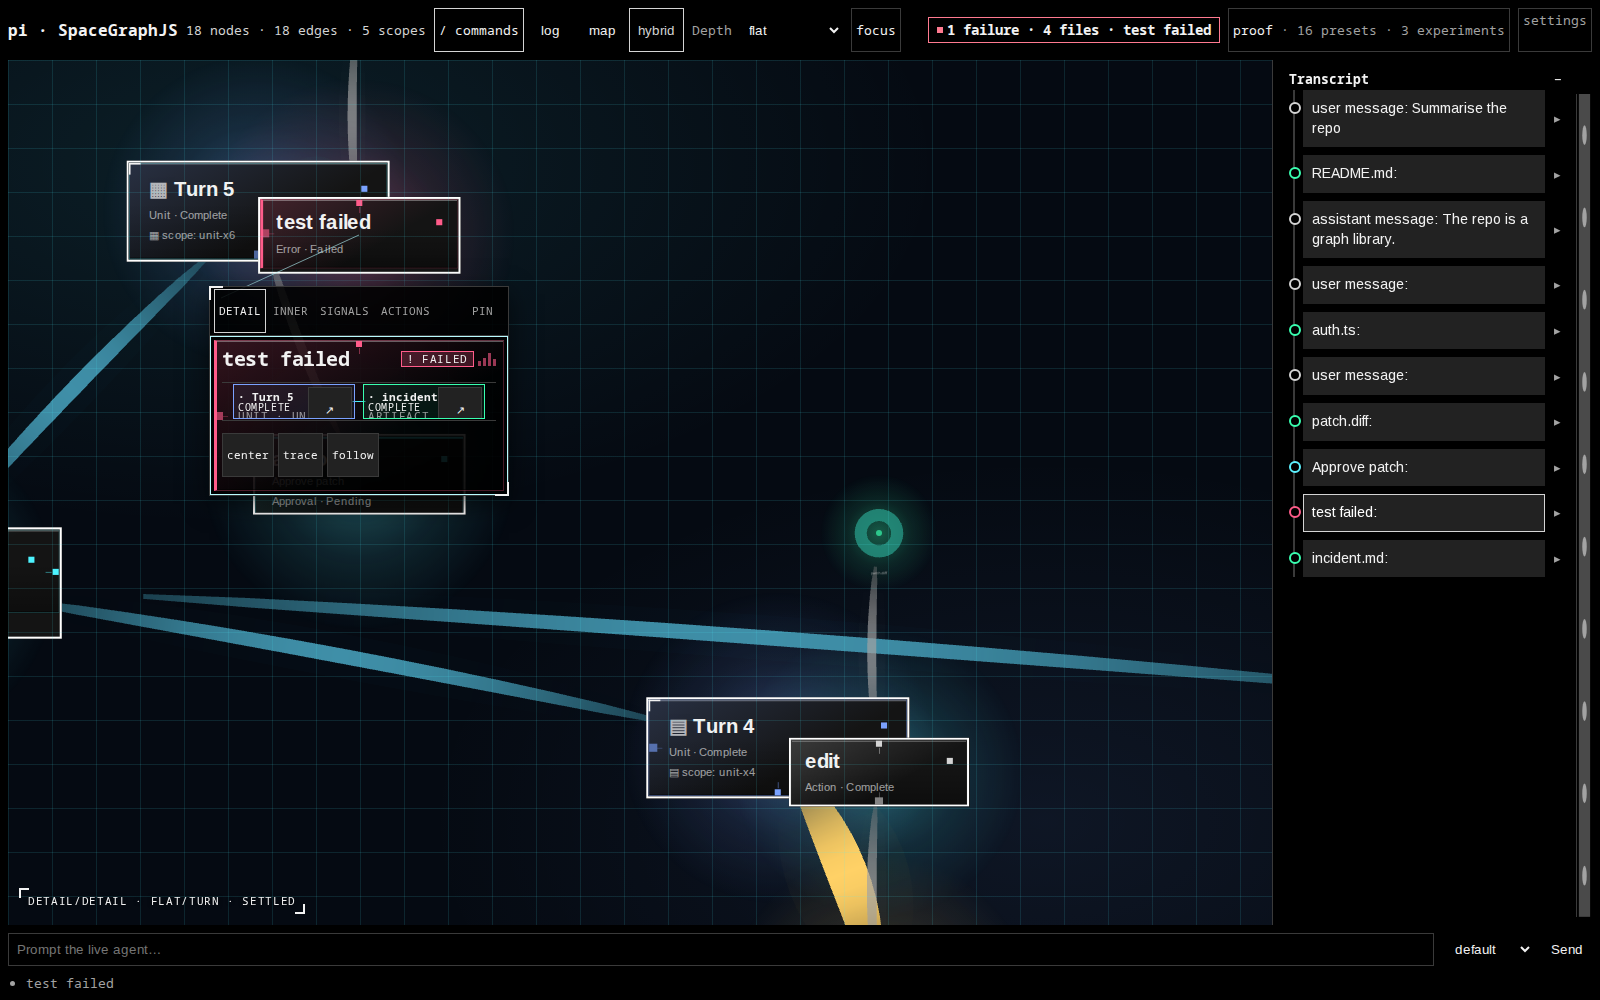 pi · SpaceGraphJS 18 nodes · 18 edges · 5 scopes / commands log map hybrid Depth flat focus 1 failure · 4 files · test failed proof · 16 presets · 3 experiments settings
Turn 5
Unit · Complete
scope: unit-x6
test failed
Error · Failed
DETAIL INNER SIGNALS ACTIONS PIN
test failed ! FAILED
· Turn 5
COMPLETE
UNIT · UN
↗
· incident
COMPLETE
ARTIFACT
↗
center trace follow
Approve patch
Approval · Pending
Turn 4
Unit · Complete
scope: unit-x4
edit
Action · Complete
DETAIL/DETAIL · FLAT/TURN · SETTLED
Transcript –
user message: Summarise the
repo
README.md:
assistant message: The repo is a
graph library.
user message:
auth.ts:
user message:
patch.diff:
Approve patch:
test failed:
incident.md:
Prompt the live agent… default Send
test failed